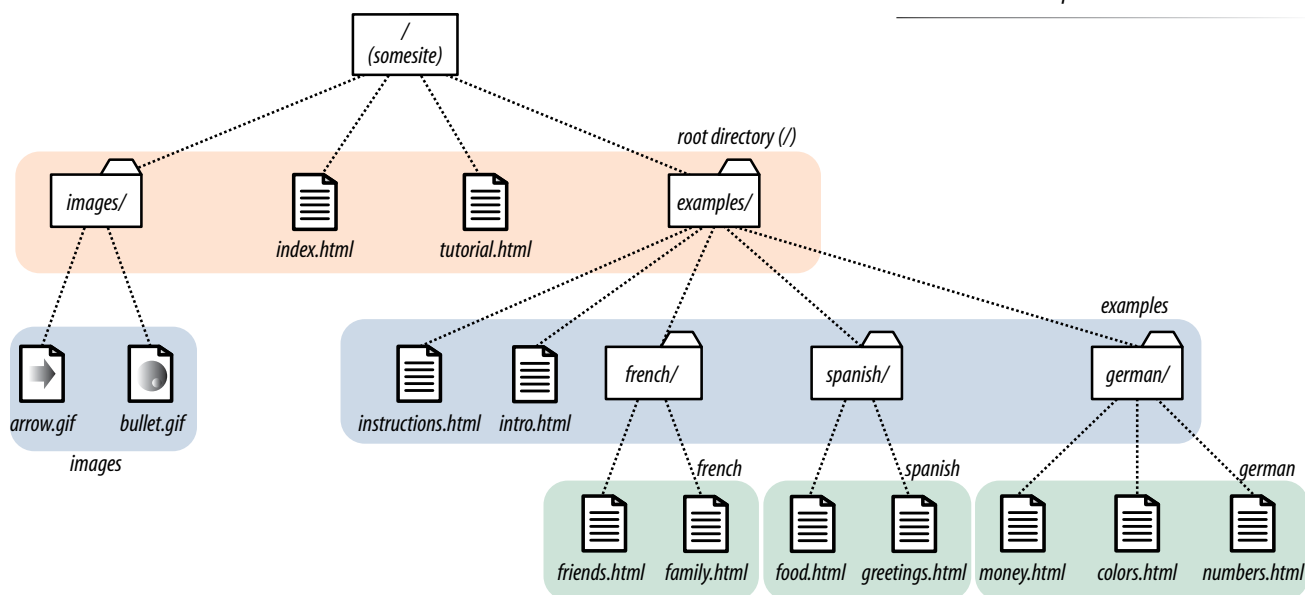 /
(somesite)
root directory (/)
images/
index.html
tutorial.html
examples/
examples
arrow.gif
bullet.gif
images
instructions.html
intro.html
french/
spanish/
german/
french
spanish
german
friends.html
family.html
food.html
greetings.html
money.html
colors.html
numbers.html